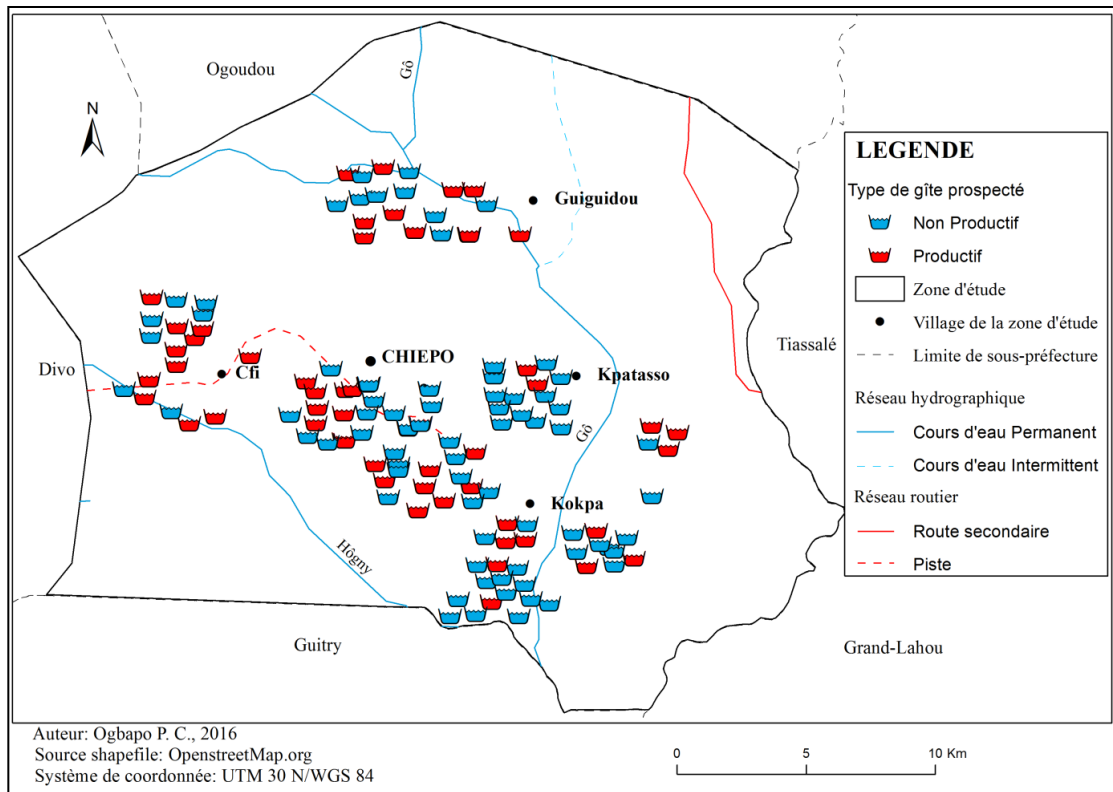 Ogoudou
Gô
N
Guiguidou
CHIEPO
Divo
Cfi
Kpatasso
Tiassalé
Gô
Kokpa
Hôgny
Guitry
Grand-Lahou
LEGENDE
Type de gîte prospecté
Non Productif
Productif
Zone d'étude
Village de la zone d'étude
Limite de sous-préfecture
Réseau hydrographique
Cours d'eau Permanent
Cours d'eau Intermittent
Réseau routier
Route secondaire
Piste
Auteur: Ogbapo P. C., 2016
Source shapefile: OpenstreetMap.org
Système de coordonnée: UTM 30 N/WGS 84
0 5 10 Km